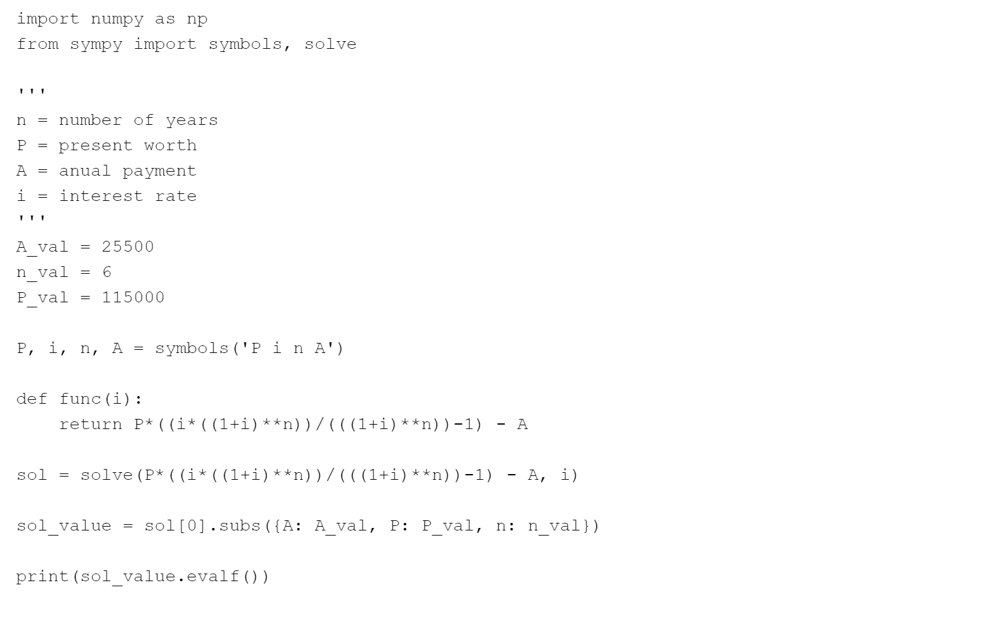 import numpy as np
from sympy import symbols, solve
'''
n = number of years
P = present worth
A = anual payment
i = interest rate
'''
A_val = 25500
n_val = 6
P_val = 115000
P, i, n, A = symbols('P i n A')
def func(i):
    return P*((i*((1+i)**n))/(((1+i)**n))-1) - A
sol = solve(P*((i*((1+i)**n))/(((1+i)**n))-1) - A, i)
sol_value = sol[0].subs({A: A_val, P: P_val, n: n_val})
print(sol_value.evalf())